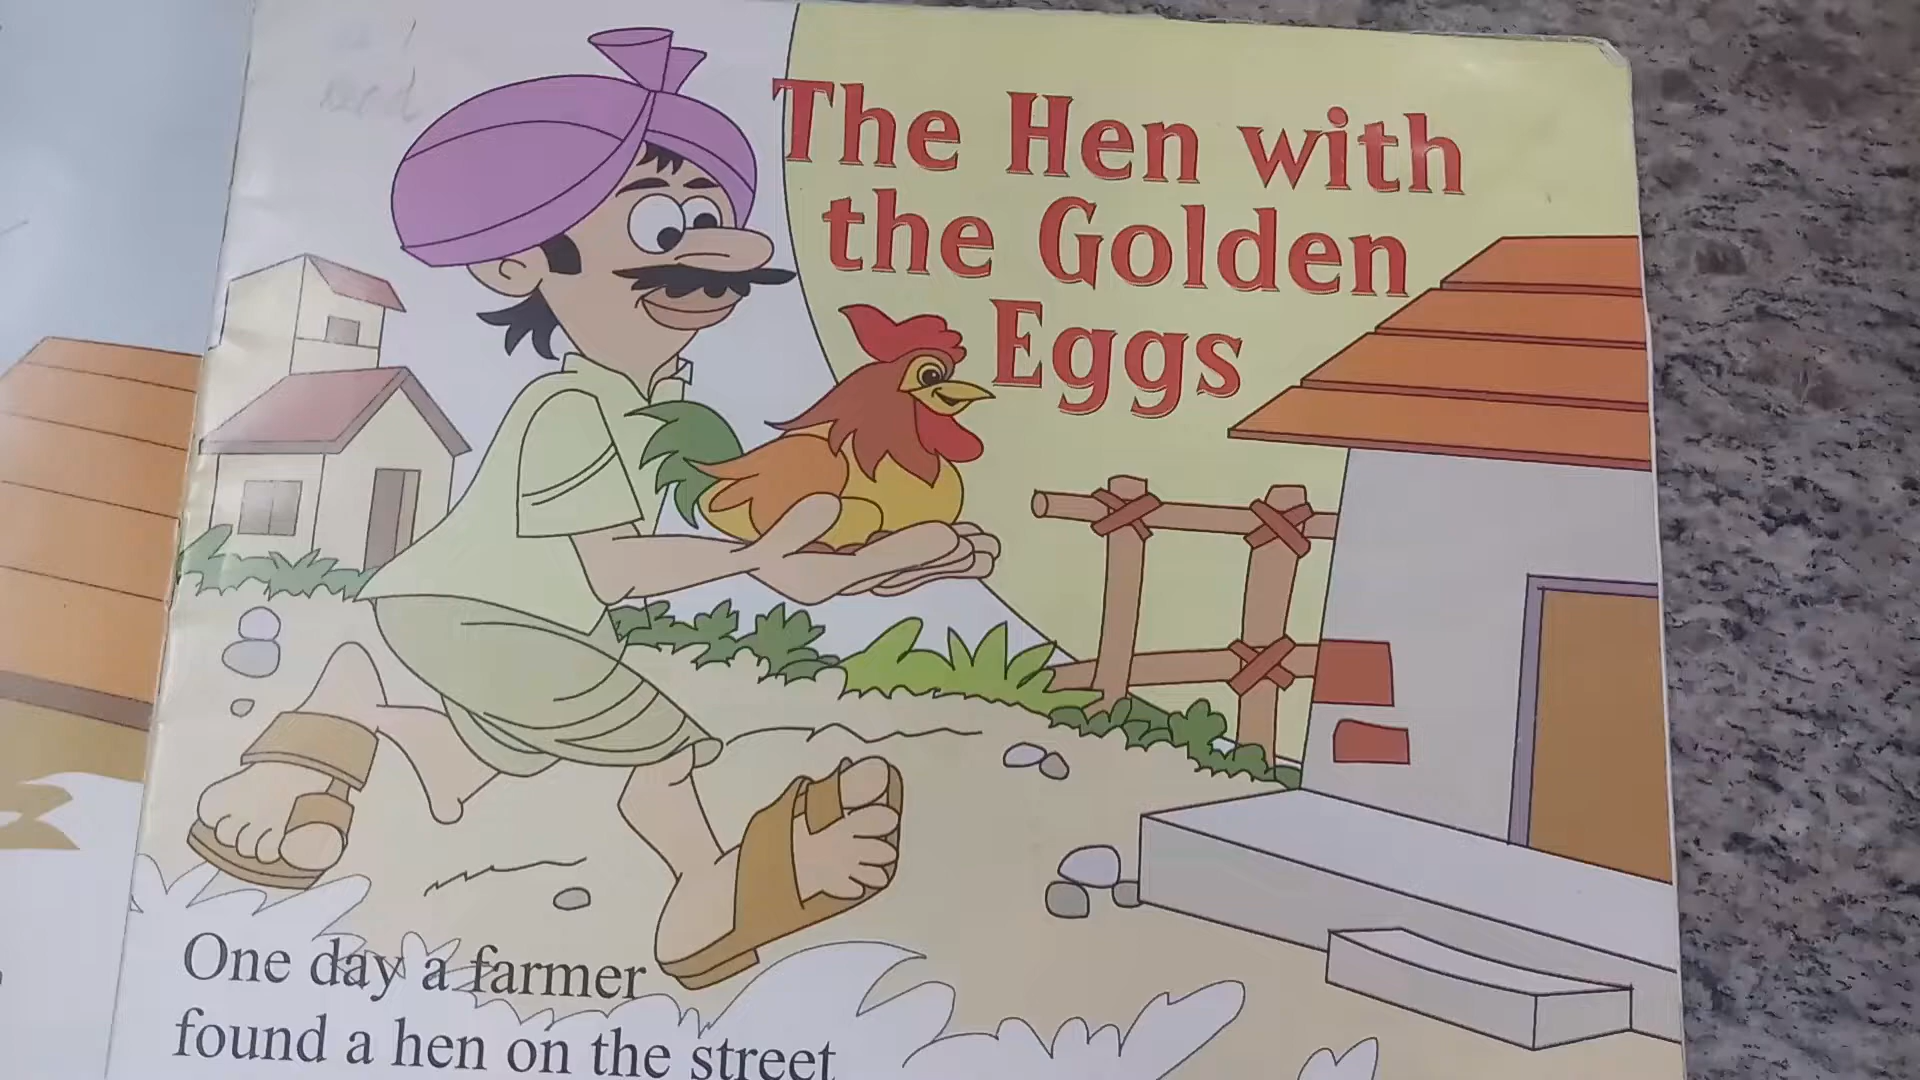 The Hen with
the Golden
Eggs
One day a farmer
found a hen on the street